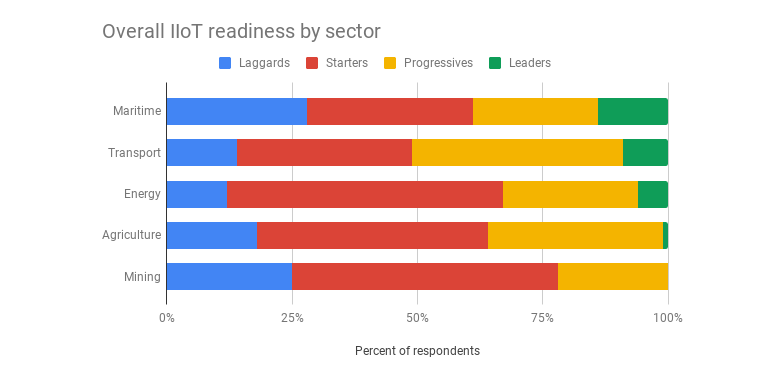 Overall IIoT readiness by sector
Laggards Starters Progressives Leaders
Maritime
Transport
Energy
Agriculture
Mining
0% 25% 50% 75% 100%
Percent of respondents